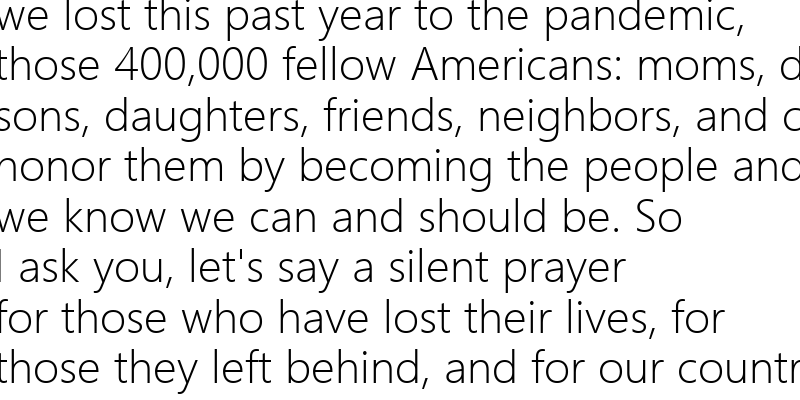 we lost this past year to the pandemic,
those 400,000 fellow Americans: moms,
sons, daughters, friends, neighbors, and
honor them by becoming the people and
we know we can and should be. So
I ask you, let's say a silent prayer
for those who have lost their lives, for
those they left behind, and for our